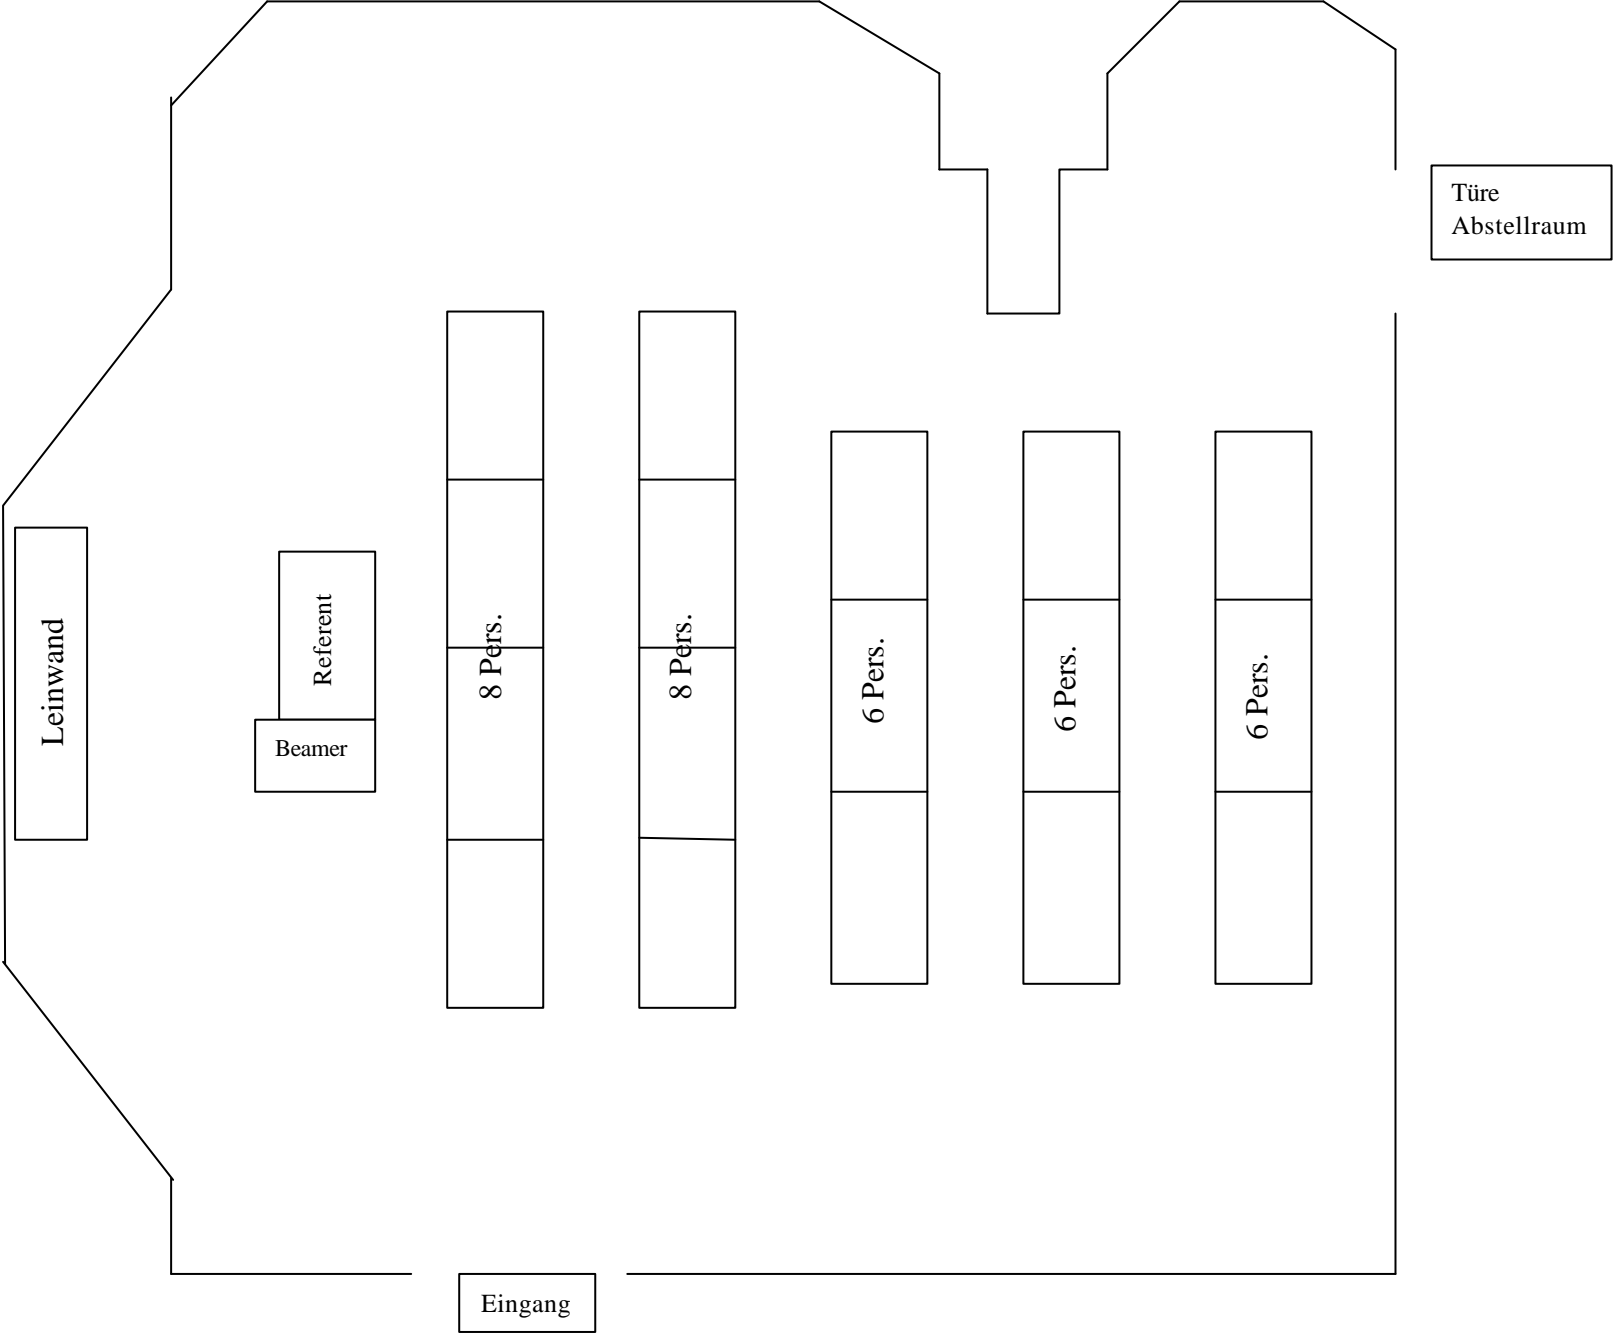 Türe
Abstellraum
Leinwand
Referent
Beamer
8 Pers.
8 Pers.
6 Pers.
6 Pers.
6 Pers.
Eingang